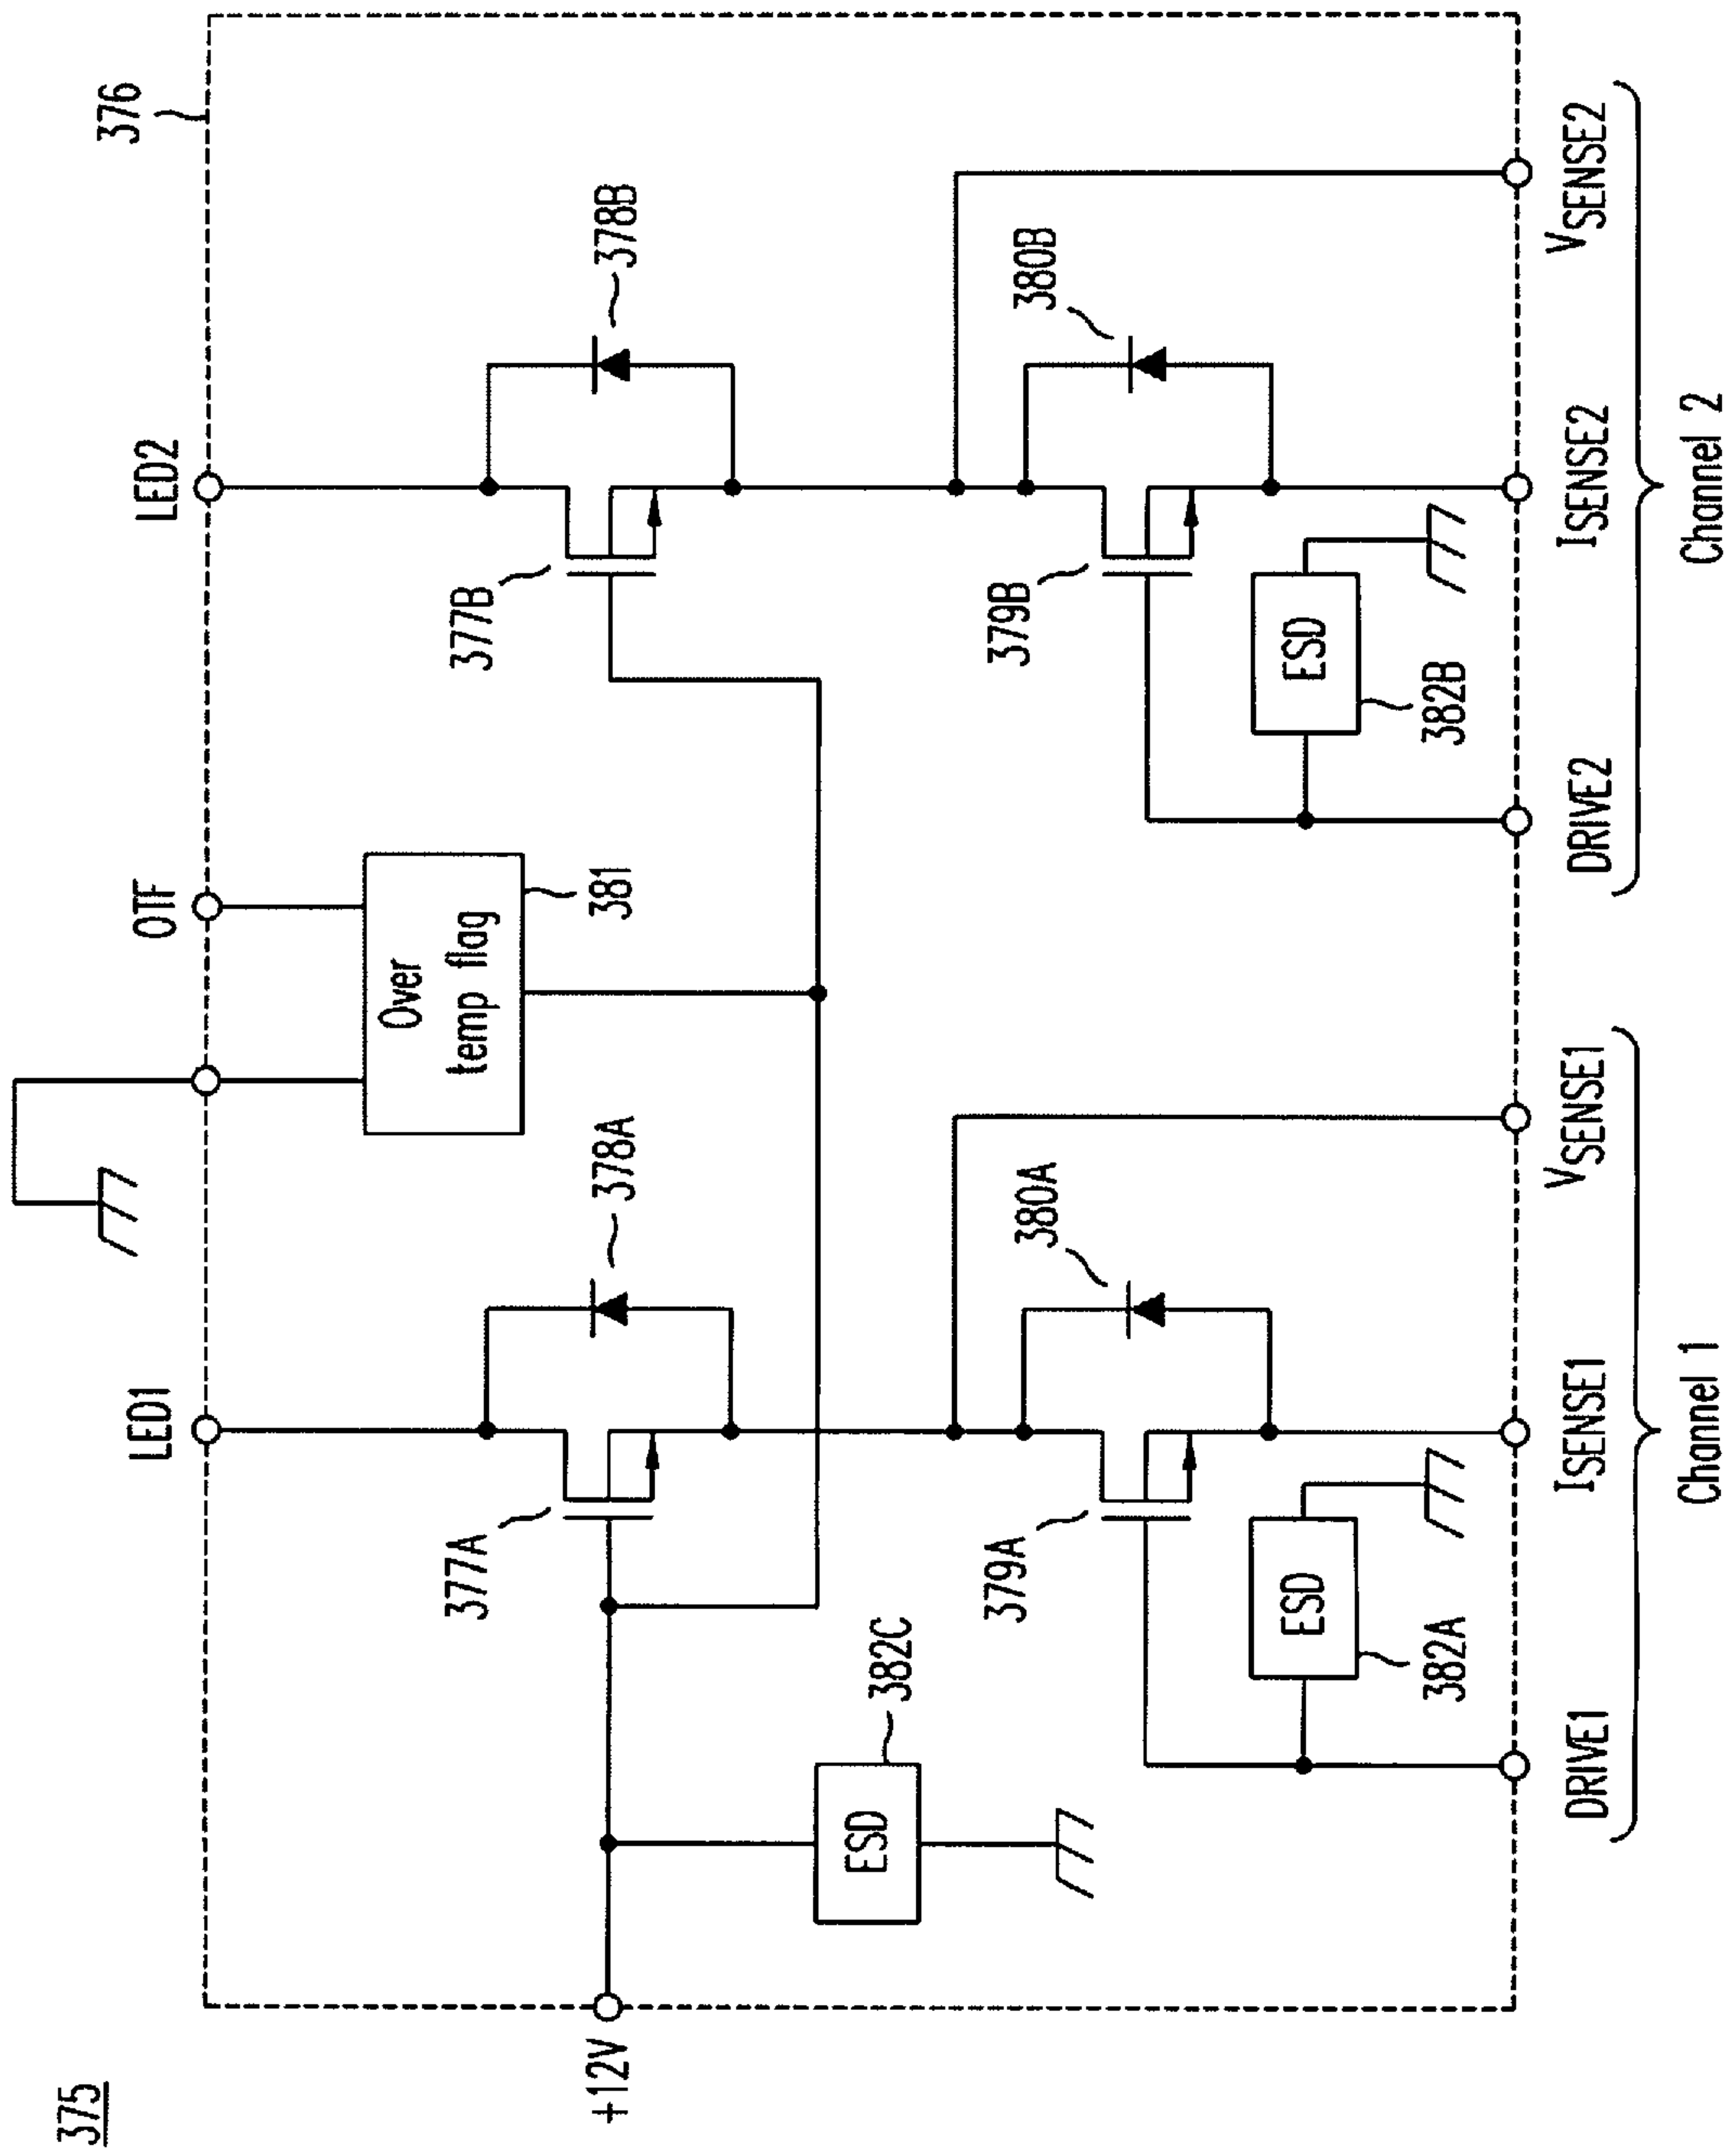 375
376
LED1
OTF
LED2
+12V
377A
378A
Over
temp flag
381
377B
378B
ESD
382C
379A
380A
379B
380B
ESD
382A
ESD
382B
DRIVE1
ISENSE1
VSENSE1
DRIVE2
ISENSE2
VSENSE2
Channel 1
Channel 2